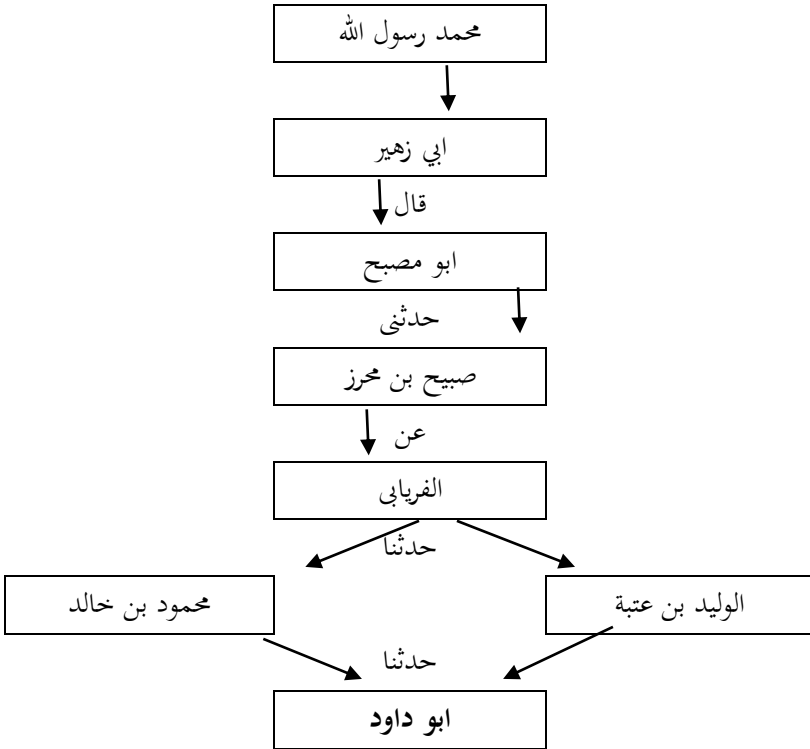 محمد رسول الله
ابي زهير
قال
ابو مصبح
حدثنى
صبيح بن محرز
عن
الفريابى
حدثنا
الوليد بن عتبة
محمود بن خالد
حدثنا
ابو داود